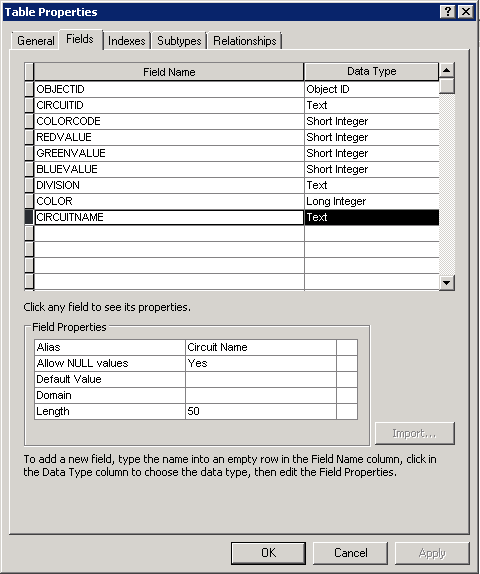 Table Properties
General Fields Indexes Subtypes Relationships
Field Name Data Type
OBJECTID Object ID
CIRCUITID Text
COLORCODE Short Integer
REDVALUE Short Integer
GREENVALUE Short Integer
BLUEVALUE Short Integer
DIVISION Text
COLOR Long Integer
CIRCUITNAME Text
Click any field to see its properties.
Field Properties
Alias Circuit Name
Allow NULL values Yes
Default Value
Domain
Length 50
Import...
To add a new field, type the name into an empty row in the Field Name column, click in
the Data Type column to choose the data type, then edit the Field Properties.
OK Cancel Apply